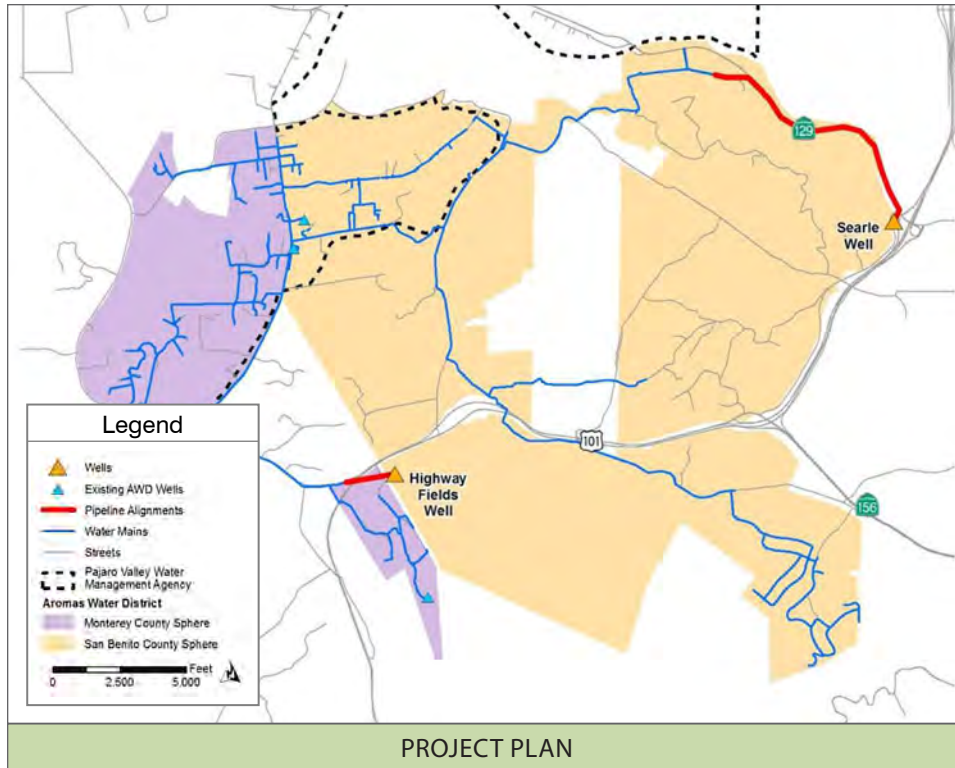 129
Searle
Well
101
Highway
Fields
Well
156
Legend
Wells
Existing AWD Wells
Pipeline Alignments
Water Mains
Streets
Pajaro Valley Water
Management Agency
Aromas Water District
Monterey County Sphere
San Benito County Sphere
Feet
0 2,500 5,000
N
PROJECT PLAN